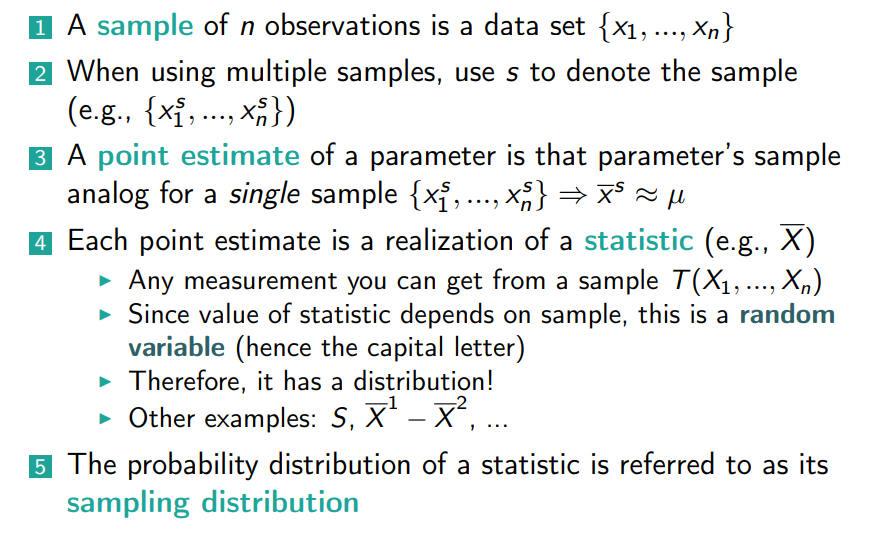 1 A sample of n observations is a data set {x₁, ..., xₙ}
2 When using multiple samples, use s to denote the sample
(e.g., {x₁ˢ, ..., xₙˢ})
3 A point estimate of a parameter is that parameter's sample
analog for a single sample {x₁ˢ, ..., xₙˢ} ⇒ x̅ˢ ≈ μ
4 Each point estimate is a realization of a statistic (e.g., X̅)
▶ Any measurement you can get from a sample T(X₁, ..., Xₙ)
▶ Since value of statistic depends on sample, this is a random
variable (hence the capital letter)
▶ Therefore, it has a distribution!
▶ Other examples: S, X̅¹ − X̅², ...
5 The probability distribution of a statistic is referred to as its
sampling distribution